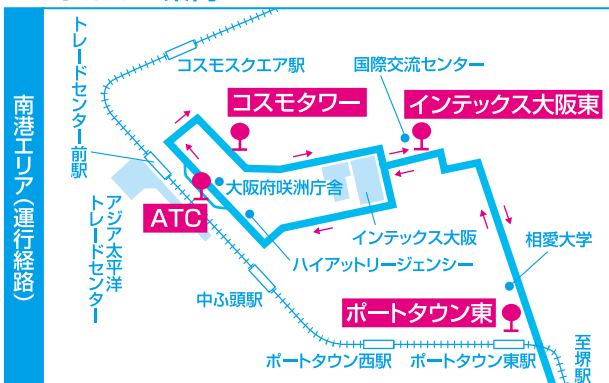 南港エリア（運行経路）
トレードセンター前駅
コスモスクエア駅
国際交流センター
コスモタワー
インテックス大阪東
大阪府咲洲庁舎
ATC
アジア太平洋
トレードセンター
インテックス大阪
ハイアットリージェンシー
相愛大学
中ふ頭駅
ポートタウン東
ポートタウン西駅
ポートタウン東駅
至堺駅